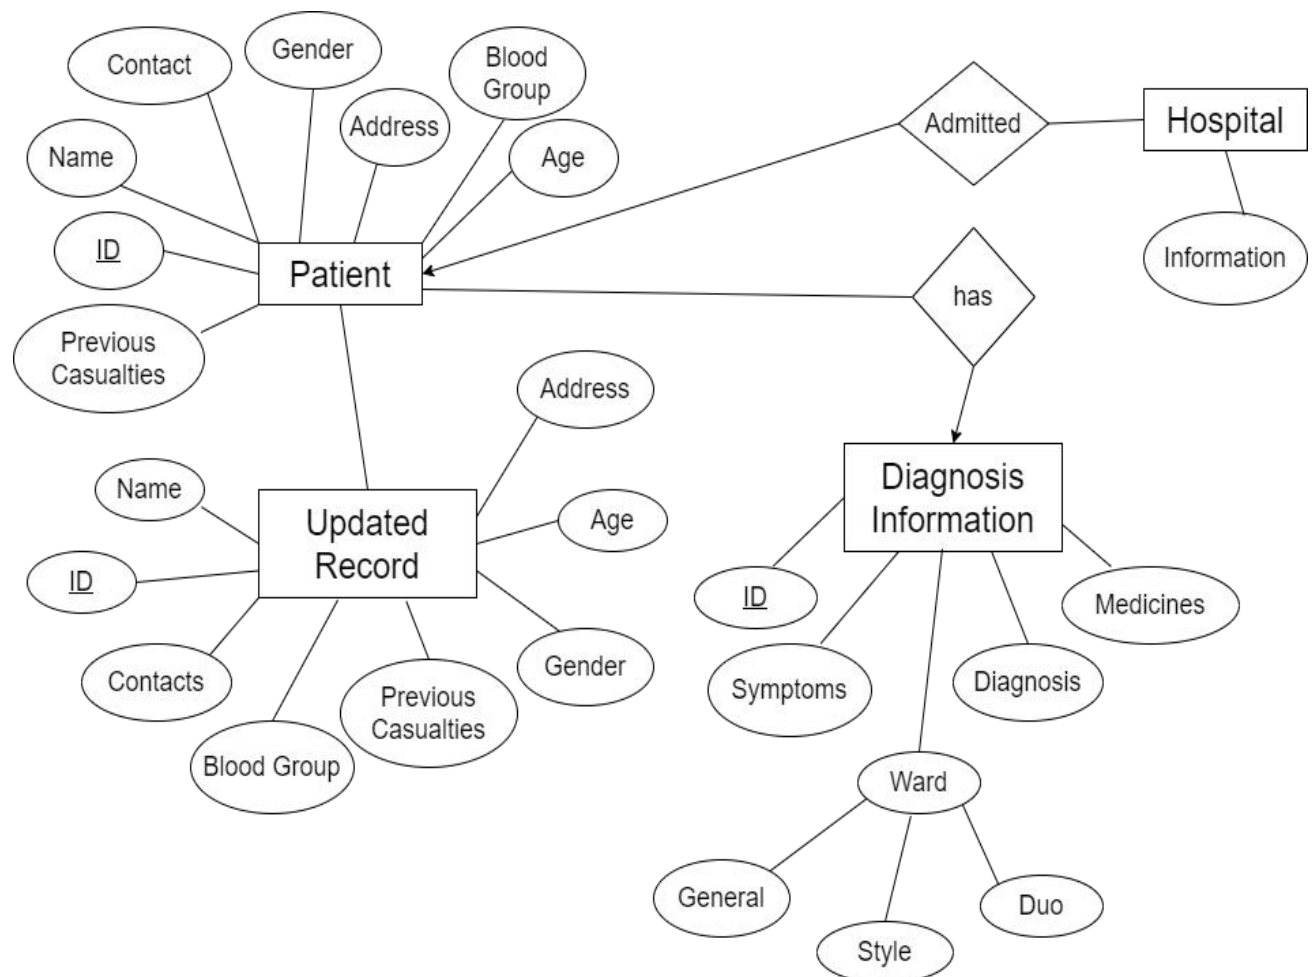 Gender
Blood
Group
Contact
Address
Admitted
Hospital
Name
Age
ID
Information
Patient
has
Previous
Casualties
Address
Name
Updated
Record
Age
Diagnosis
Information
ID
ID
Medicines
Contacts
Gender
Symptoms
Diagnosis
Previous
Casualties
Blood Group
Ward
General
Duo
Style